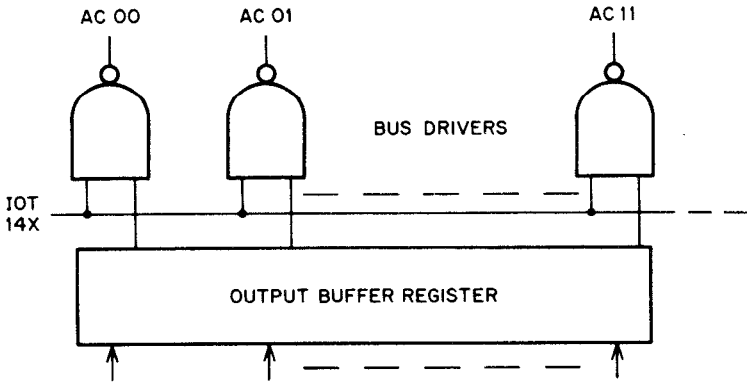 AC 00 AC 01 AC 11
BUS DRIVERS
IOT
14X
OUTPUT BUFFER REGISTER